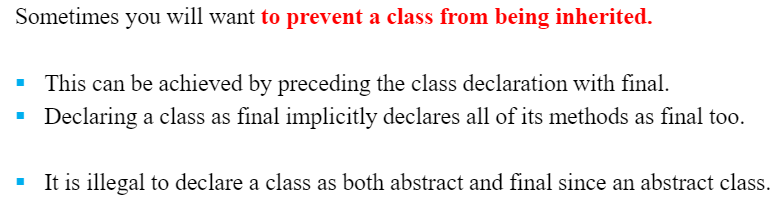 Sometimes you will want to prevent a class from being inherited.
▪ This can be achieved by preceding the class declaration with final.
▪ Declaring a class as final implicitly declares all of its methods as final too.
▪ It is illegal to declare a class as both abstract and final since an abstract class.